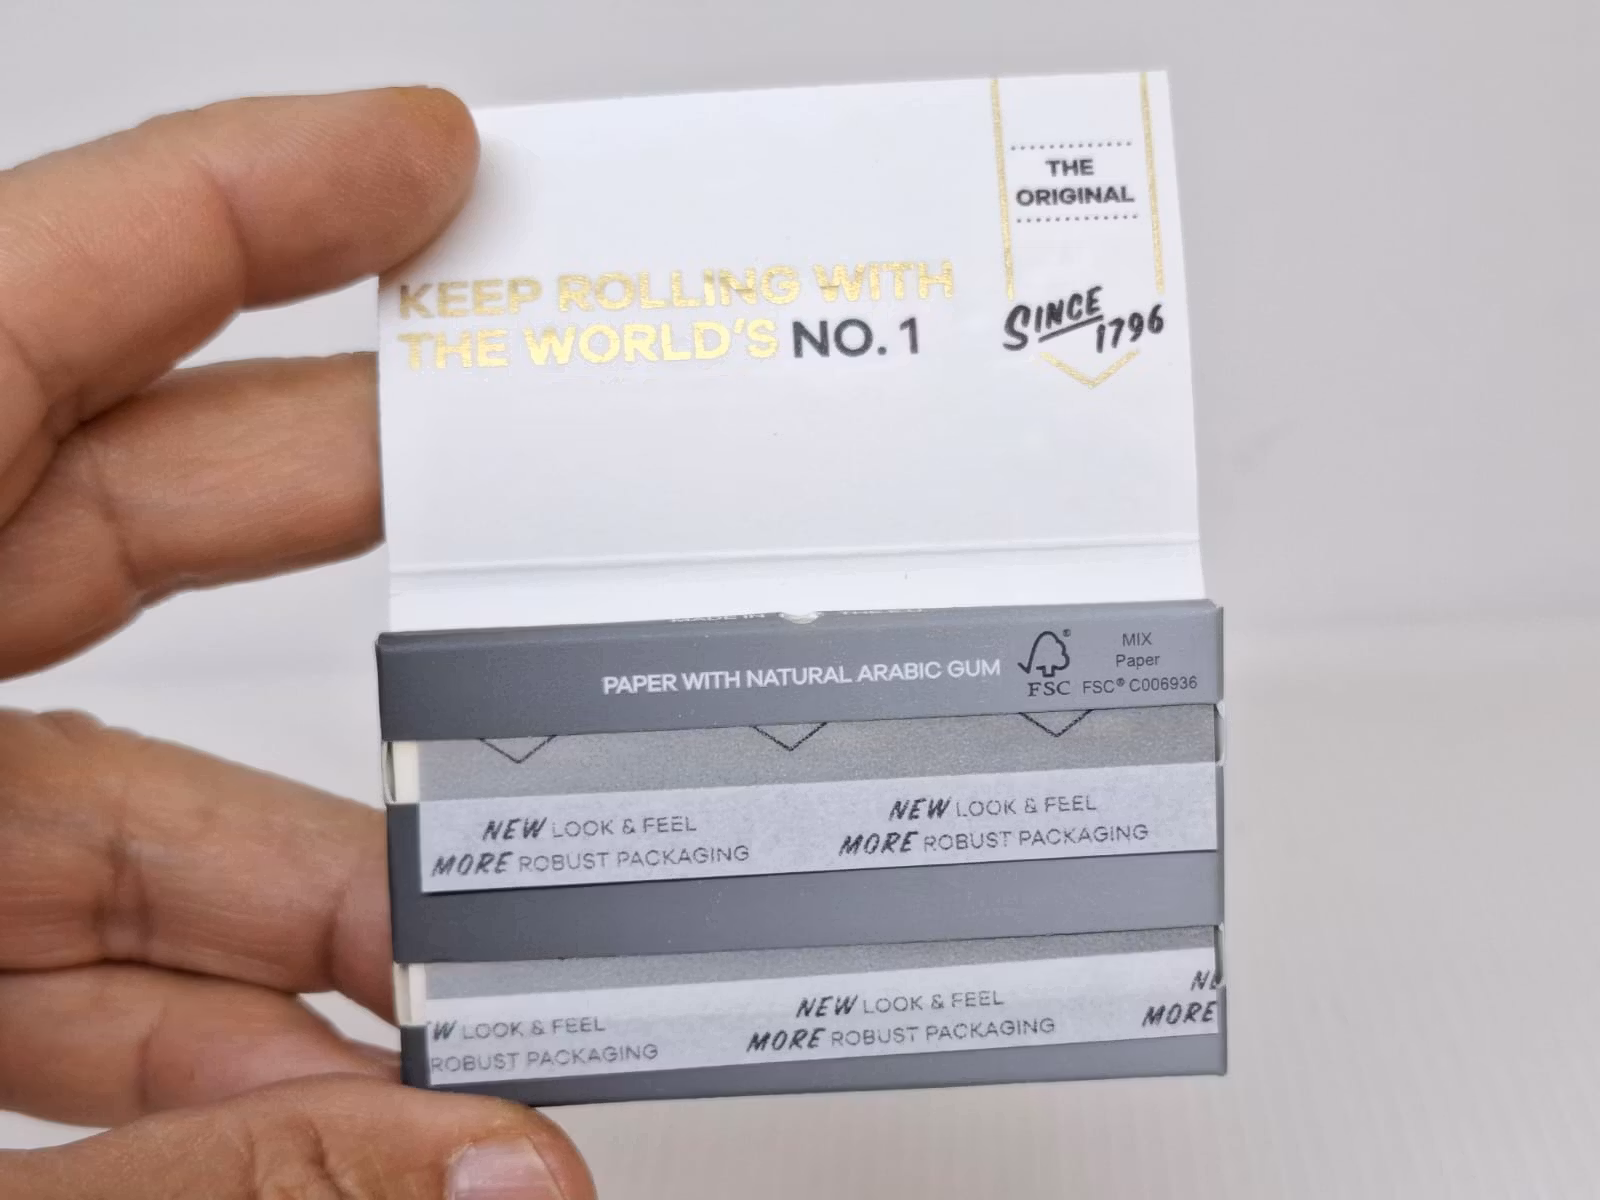 THE
ORIGINAL
KEEP ROLLING WITH
THE WORLD'S NO. 1
SINCE
1796
PAPER WITH NATURAL ARABIC GUM
FSC®
MIX
Paper
FSC® C006936
NEW LOOK & FEEL
MORE ROBUST PACKAGING
NEW LOOK & FEEL
MORE ROBUST PACKAGING
W LOOK & FEEL
ROBUST PACKAGING
NEW LOOK & FEEL
MORE ROBUST PACKAGING
MORE